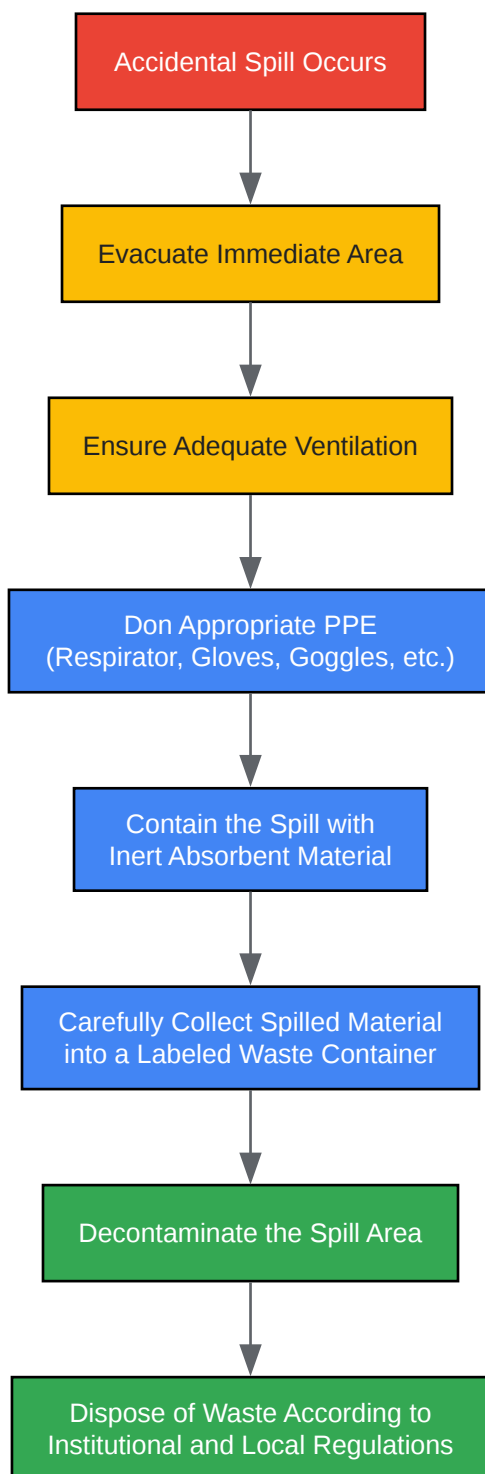 Accidental Spill Occurs
Evacuate Immediate Area
Ensure Adequate Ventilation
Don Appropriate PPE
(Respirator, Gloves, Goggles, etc.)
Contain the Spill with
Inert Absorbent Material
Carefully Collect Spilled Material
into a Labeled Waste Container
Decontaminate the Spill Area
Dispose of Waste According to
Institutional and Local Regulations